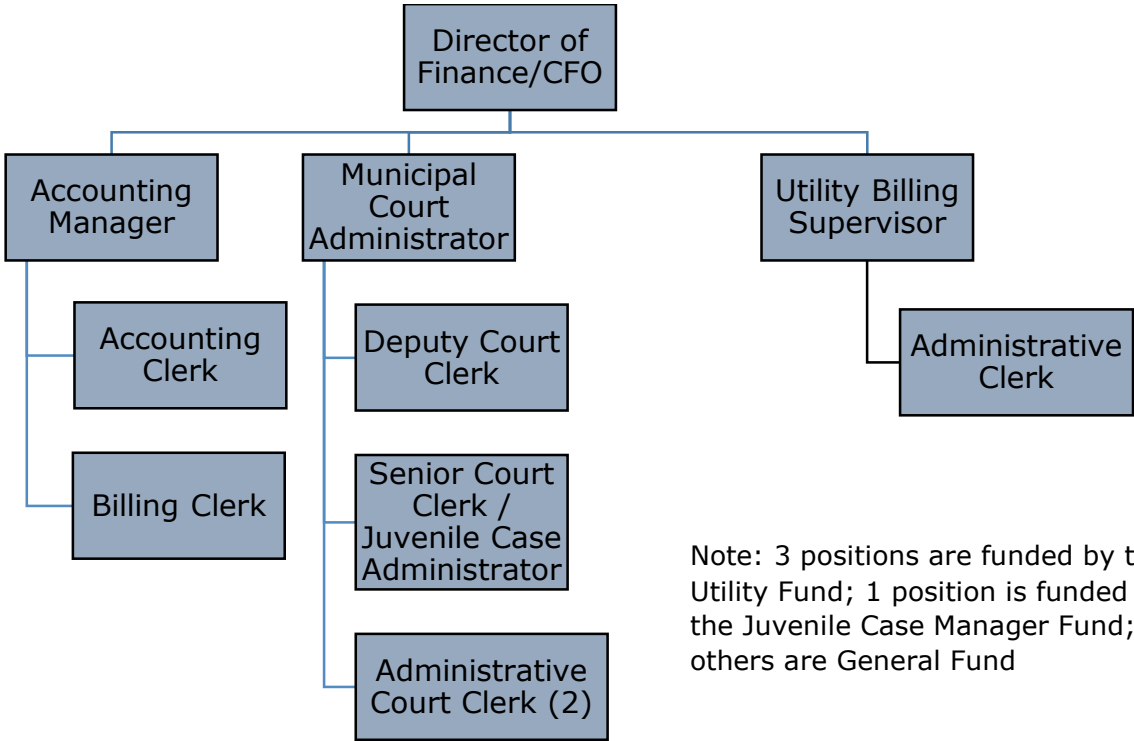 Director of
Finance/CFO
Accounting
Manager
Municipal
Court
Administrator
Utility Billing
Supervisor
Accounting
Clerk
Deputy Court
Clerk
Administrative
Clerk
Billing Clerk
Senior Court
Clerk /
Juvenile Case
Administrator
Administrative
Court Clerk (2)
Note: 3 positions are funded by
Utility Fund; 1 position is funded
the Juvenile Case Manager Fund;
others are General Fund